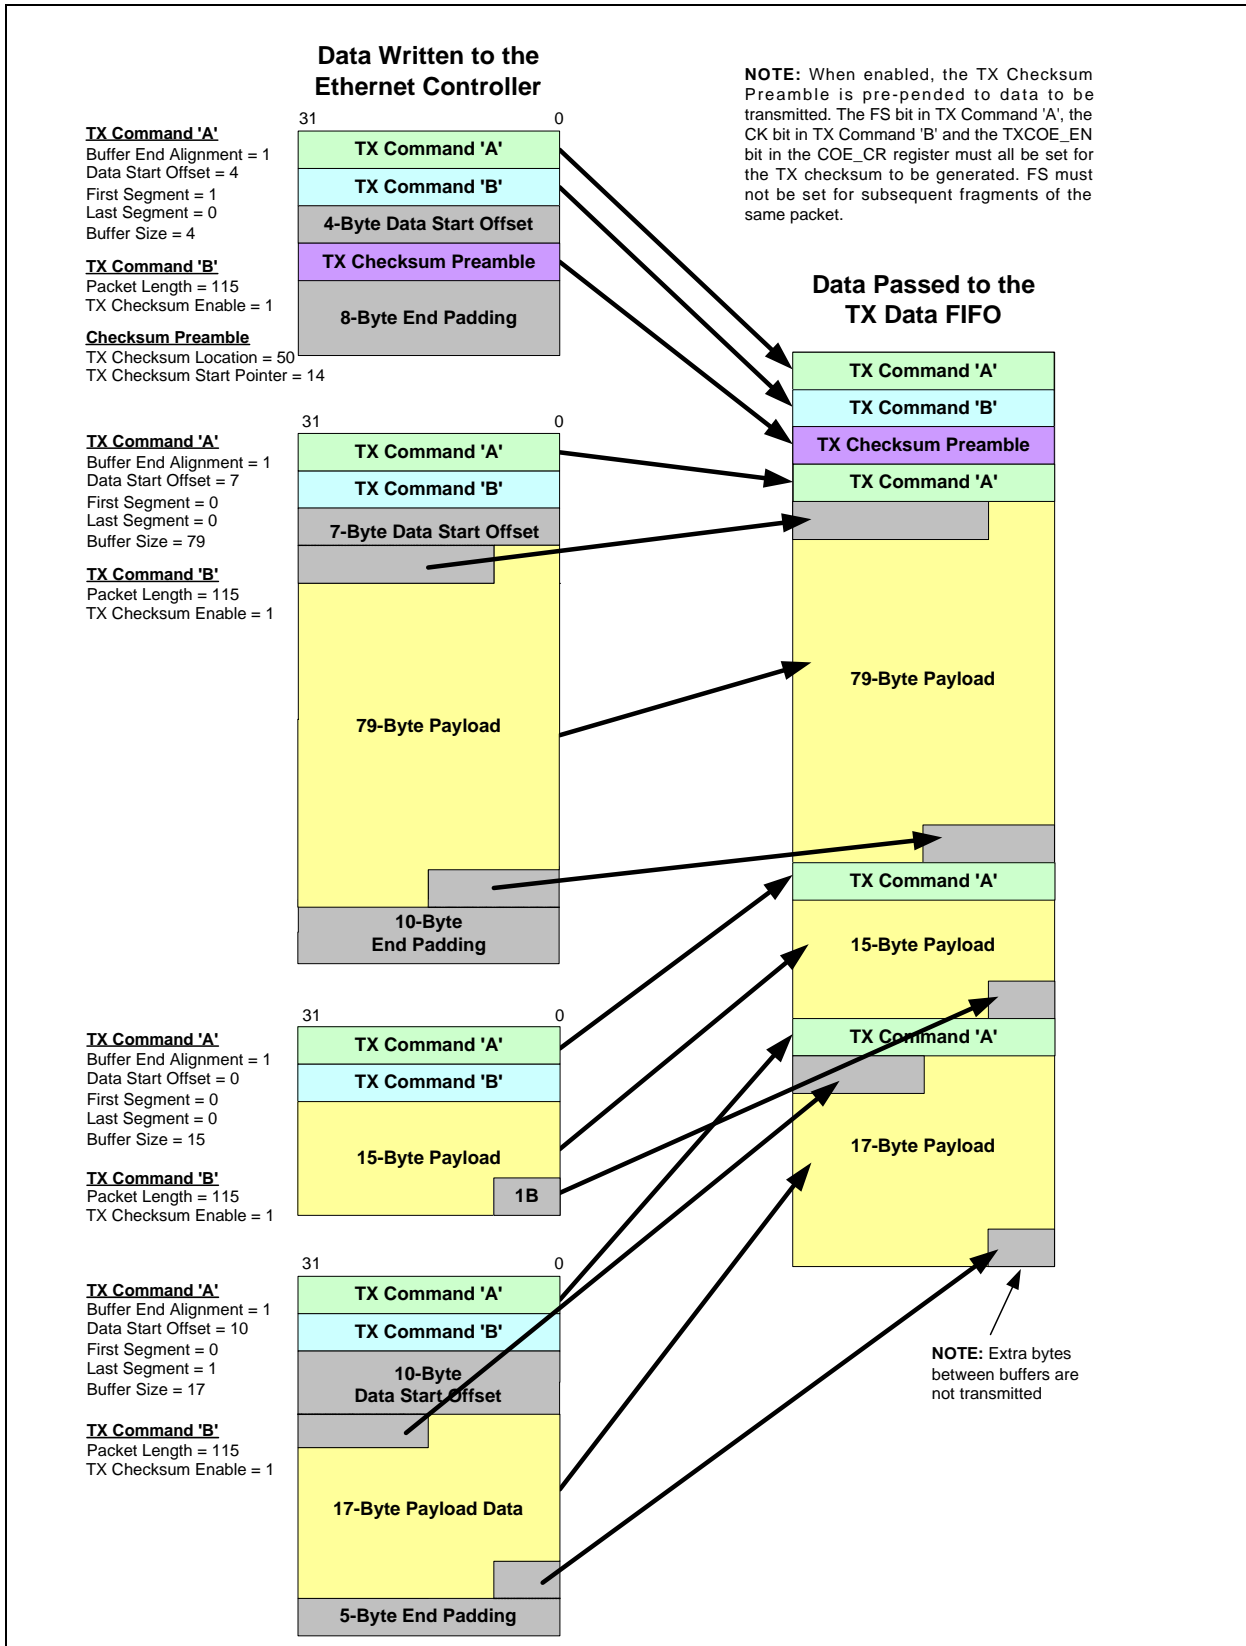 Data Written to the
Ethernet Controller
NOTE: When enabled, the TX Checksum
Preamble is pre-pended to data to be
transmitted. The FS bit in TX Command 'A', the
CK bit in TX Command 'B' and the TXCOE_EN
bit in the COE_CR register must all be set for
the TX checksum to be generated. FS must
not be set for subsequent fragments of the
same packet.
31 0
TX Command 'A'
Buffer End Alignment = 1
Data Start Offset = 4
First Segment = 1
Last Segment = 0
Buffer Size = 4
TX Command 'B'
Packet Length = 115
TX Checksum Enable = 1
Checksum Preamble
TX Checksum Location = 50
TX Checksum Start Pointer = 14
TX Command 'A'
TX Command 'B'
4-Byte Data Start Offset
TX Checksum Preamble
8-Byte End Padding
31 0
TX Command 'A'
Buffer End Alignment = 1
Data Start Offset = 7
First Segment = 0
Last Segment = 0
Buffer Size = 79
TX Command 'B'
Packet Length = 115
TX Checksum Enable = 1
TX Command 'A'
TX Command 'B'
7-Byte Data Start Offset
79-Byte Payload
10-Byte
End Padding
31 0
TX Command 'A'
Buffer End Alignment = 1
Data Start Offset = 0
First Segment = 0
Last Segment = 0
Buffer Size = 15
TX Command 'B'
Packet Length = 115
TX Checksum Enable = 1
TX Command 'A'
TX Command 'B'
15-Byte Payload
1B
31 0
TX Command 'A'
Buffer End Alignment = 1
Data Start Offset = 10
First Segment = 0
Last Segment = 1
Buffer Size = 17
TX Command 'B'
Packet Length = 115
TX Checksum Enable = 1
TX Command 'A'
TX Command 'B'
10-Byte
Data Start Offset
17-Byte Payload Data
5-Byte End Padding
Data Passed to the
TX Data FIFO
TX Command 'A'
TX Command 'B'
TX Checksum Preamble
TX Command 'A'
79-Byte Payload
TX Command 'A'
15-Byte Payload
TX Command 'A'
17-Byte Payload
NOTE: Extra bytes
between buffers are
not transmitted